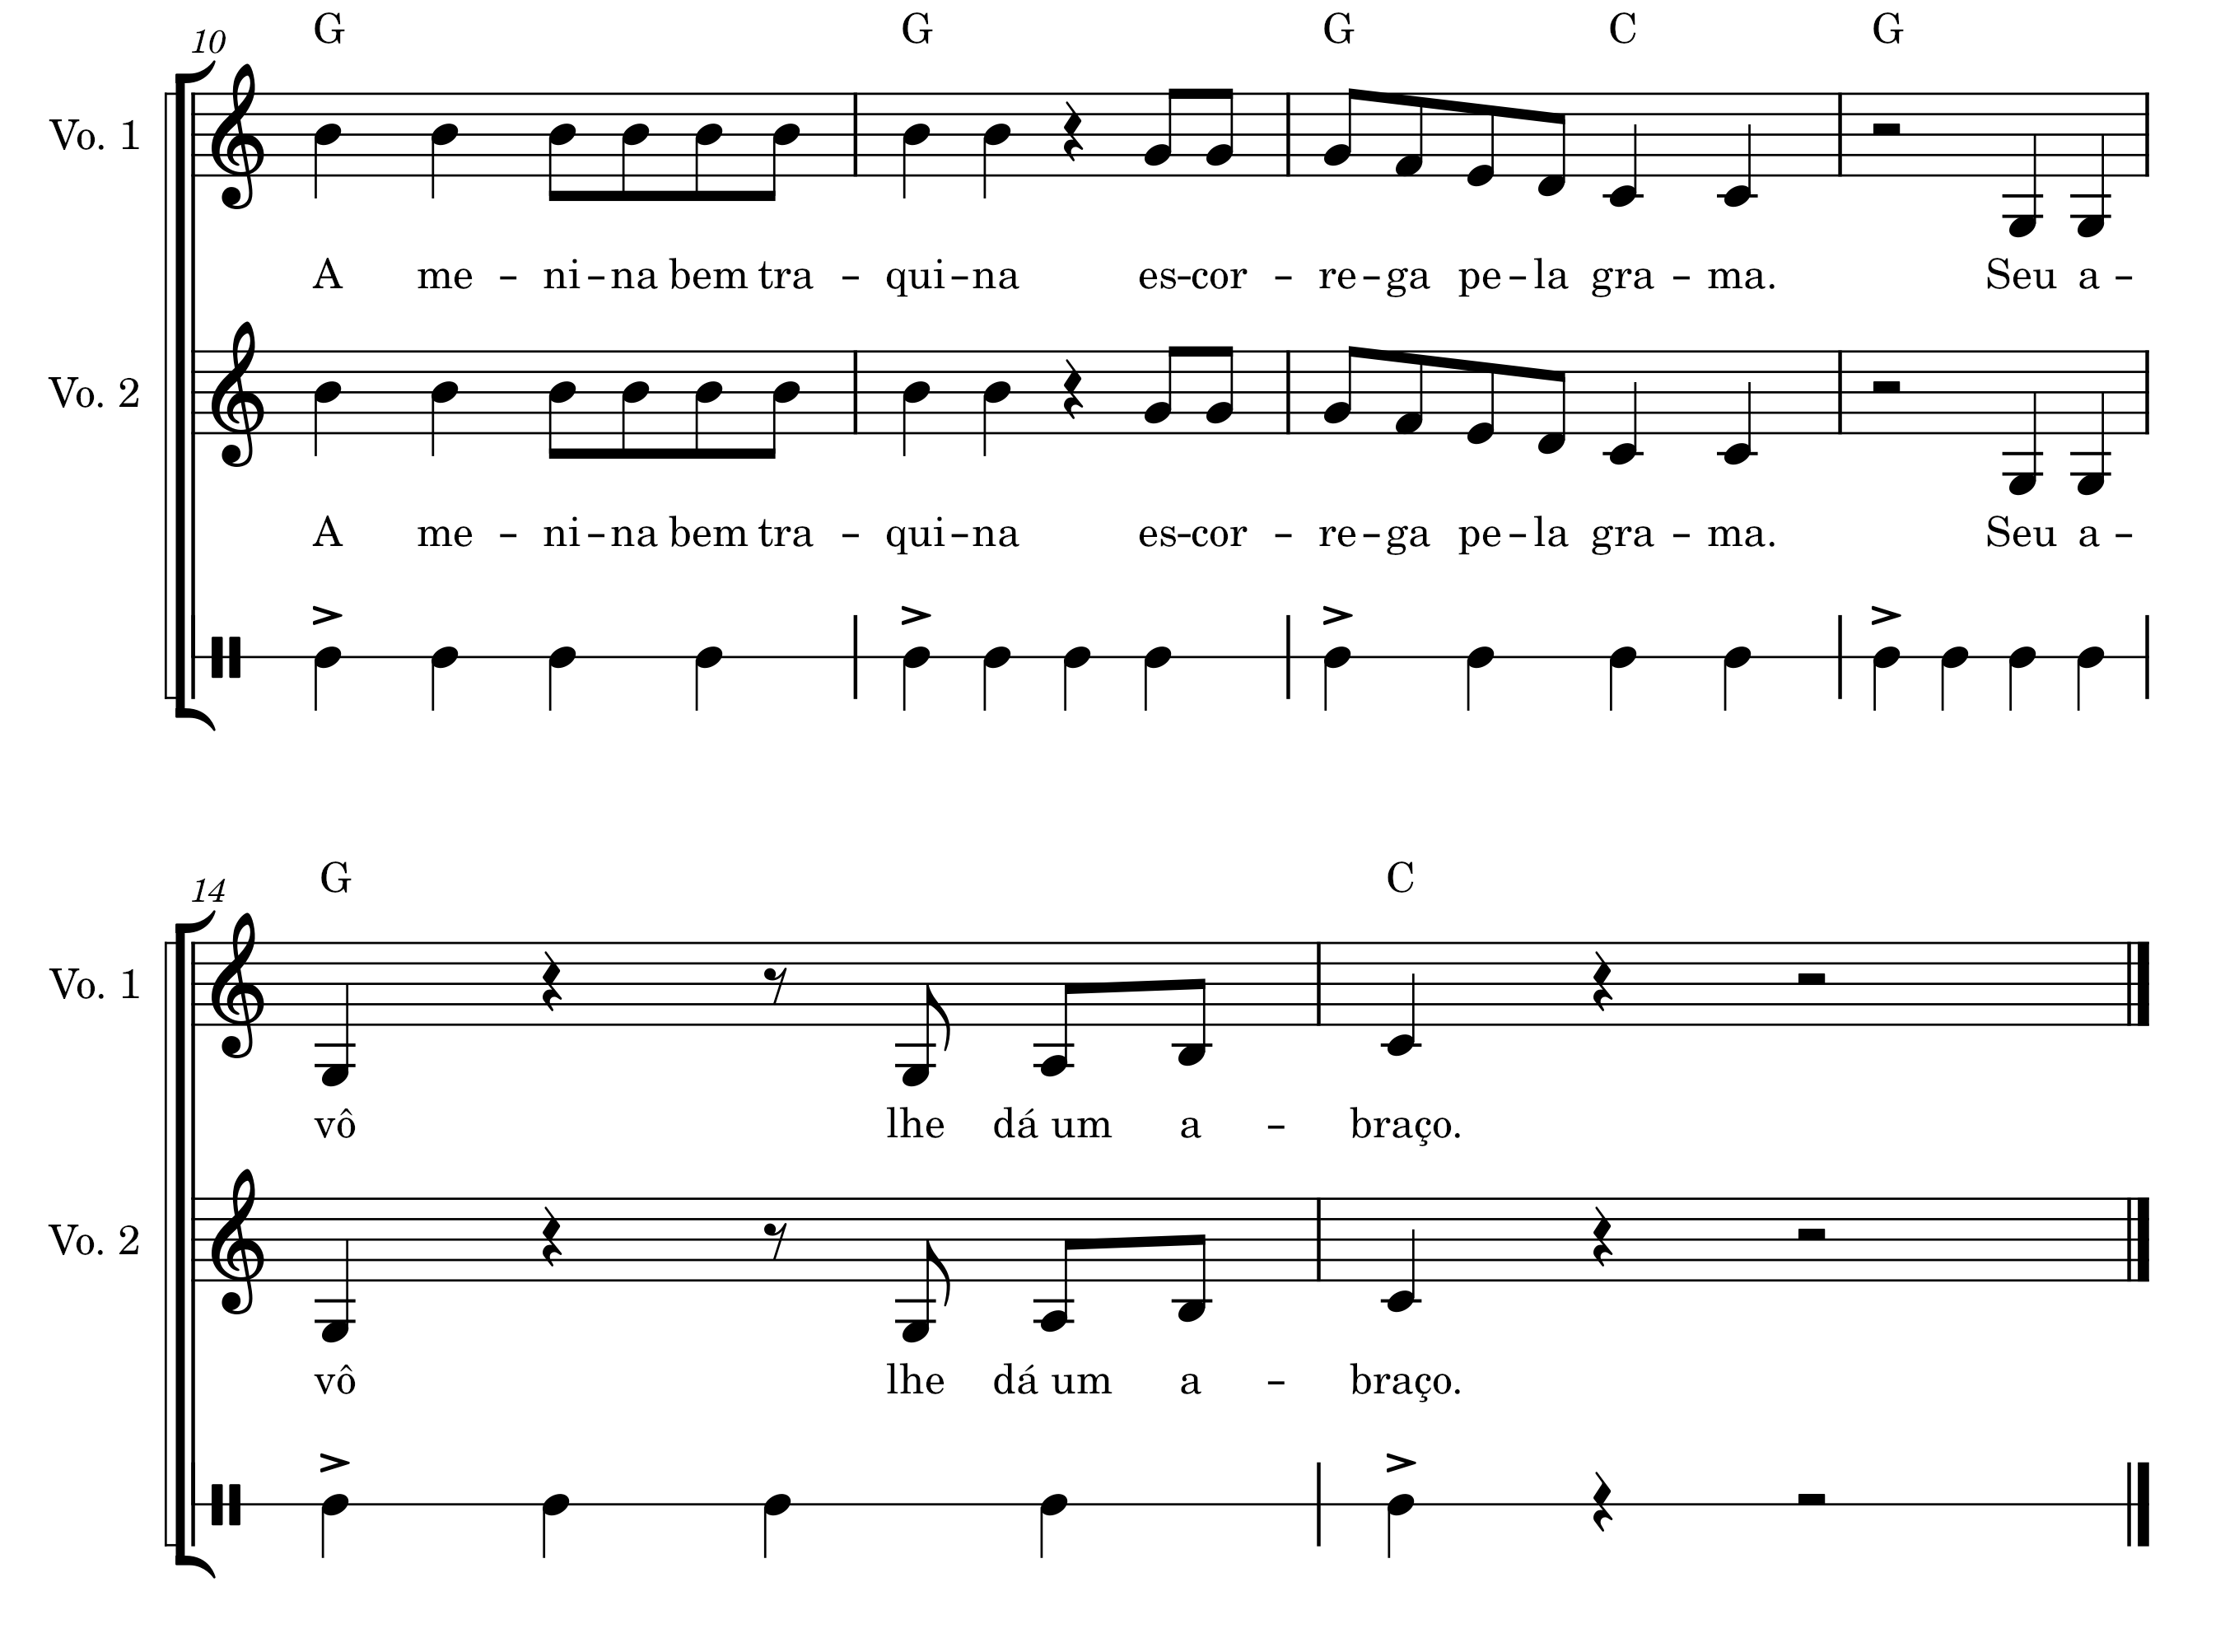 10 G G G C G
Vo. 1
A me - ni - na bem tra - qui - na es - cor - re - ga pe - la gra - ma. Seu a -
Vo. 2
A me - ni - na bem tra - qui - na es - cor - re - ga pe - la gra - ma. Seu a -
14 G C
Vo. 1
vô lhe dá um a - braço.
Vo. 2
vô lhe dá um a - braço.